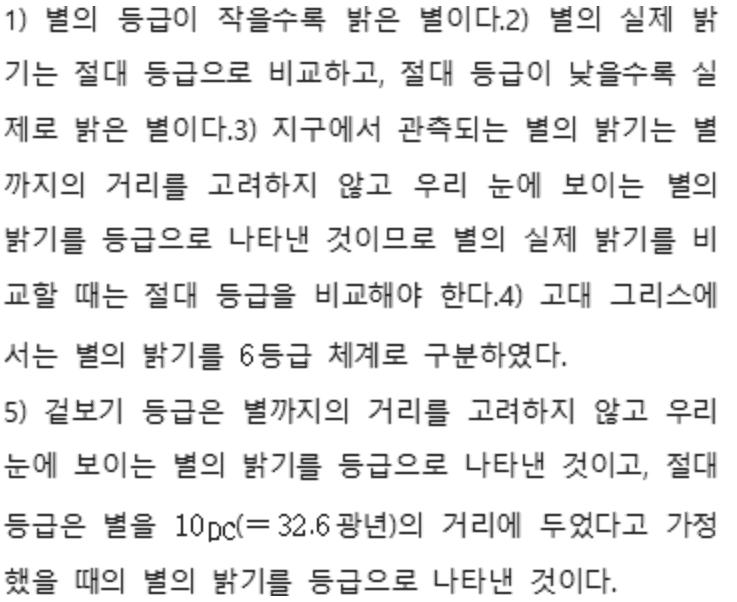 1) 별의 등급이 작을수록 밝은 별이다.2) 별의 실제 밝
기는 절대 등급으로 비교하고, 절대 등급이 낮을수록 실
제로 밝은 별이다.3) 지구에서 관측되는 별의 밝기는 별
까지의 거리를 고려하지 않고 우리 눈에 보이는 별의
밝기를 등급으로 나타낸 것이므로 별의 실제 밝기를 비
교할 때는 절대 등급을 비교해야 한다.4) 고대 그리스에
서는 별의 밝기를 6등급 체계로 구분하였다.
5) 겉보기 등급은 별까지의 거리를 고려하지 않고 우리
눈에 보이는 별의 밝기를 등급으로 나타낸 것이고, 절대
등급은 별을 10pc(=32.6광년)의 거리에 두었다고 가정
했을 때의 별의 밝기를 등급으로 나타낸 것이다.